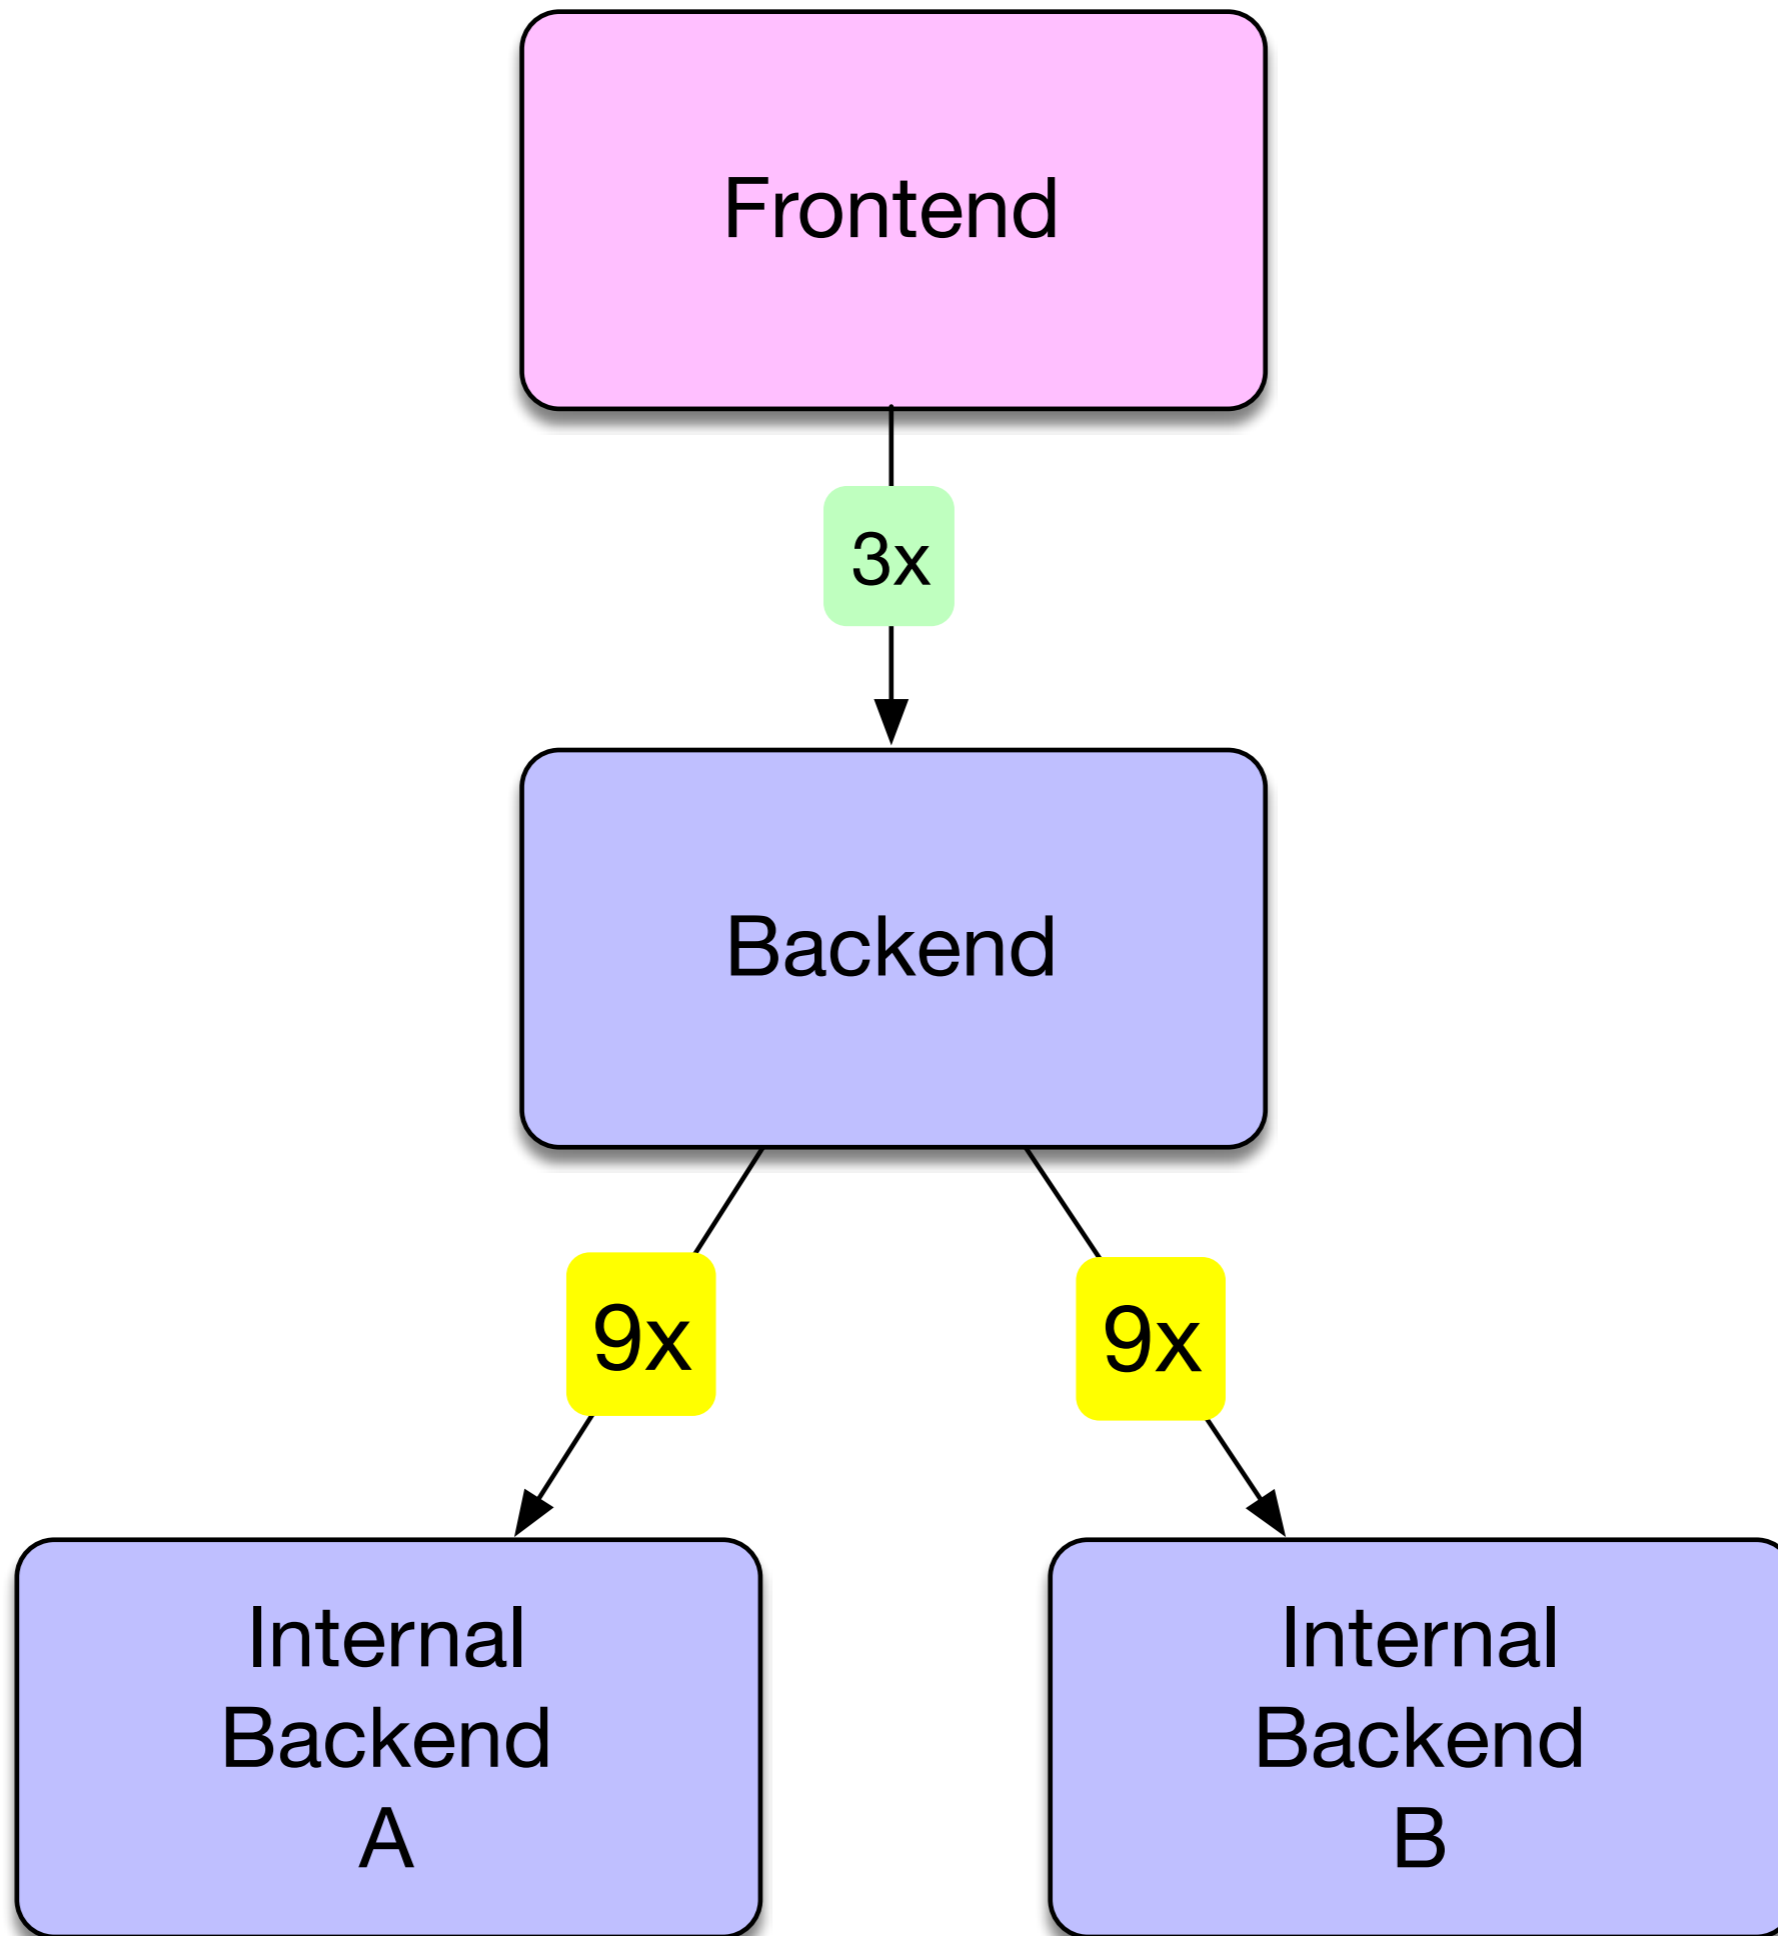 Frontend
3x
Backend
9x
9x
Internal
Backend
A
Internal
Backend
B